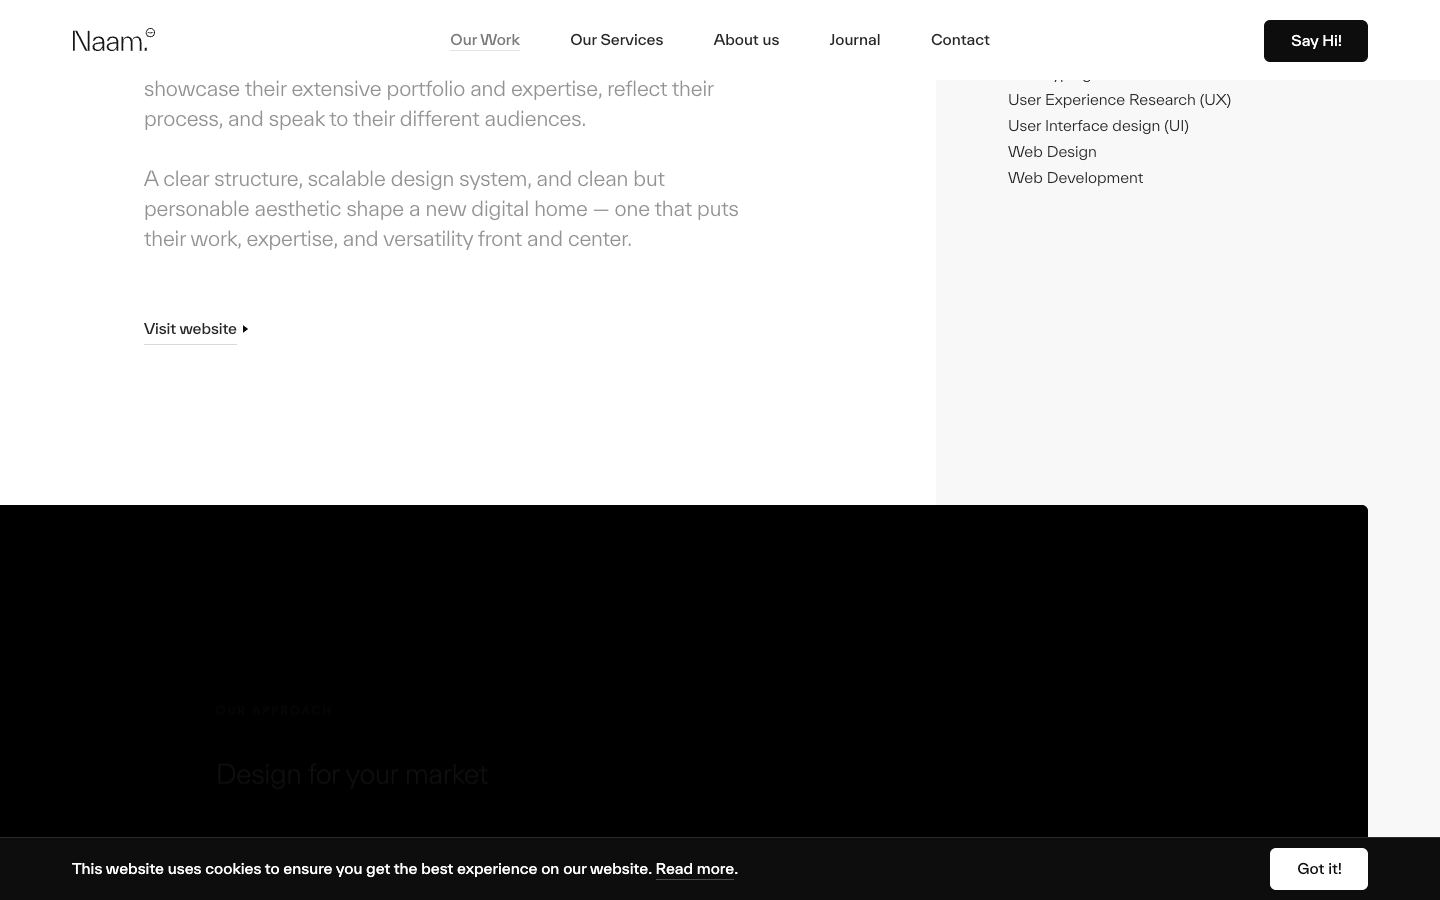 Naam.
Our Work
Our Services
About us
Journal
Contact
Say Hi!
showcase their extensive portfolio and expertise, reflect their
process, and speak to their different audiences.
A clear structure, scalable design system, and clean but
personable aesthetic shape a new digital home — one that puts
their work, expertise, and versatility front and center.
Visit website
User Experience Research (UX)
User Interface design (UI)
Web Design
Web Development
OUR APPROACH
Design for your market
This website uses cookies to ensure you get the best experience on our website. Read more.
Got it!